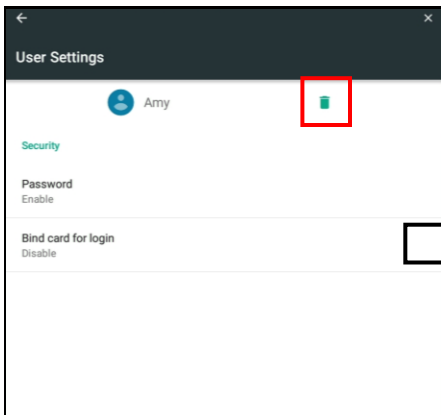 User Settings
Amy
Security
Password
Enable
Bind card for login
Disable